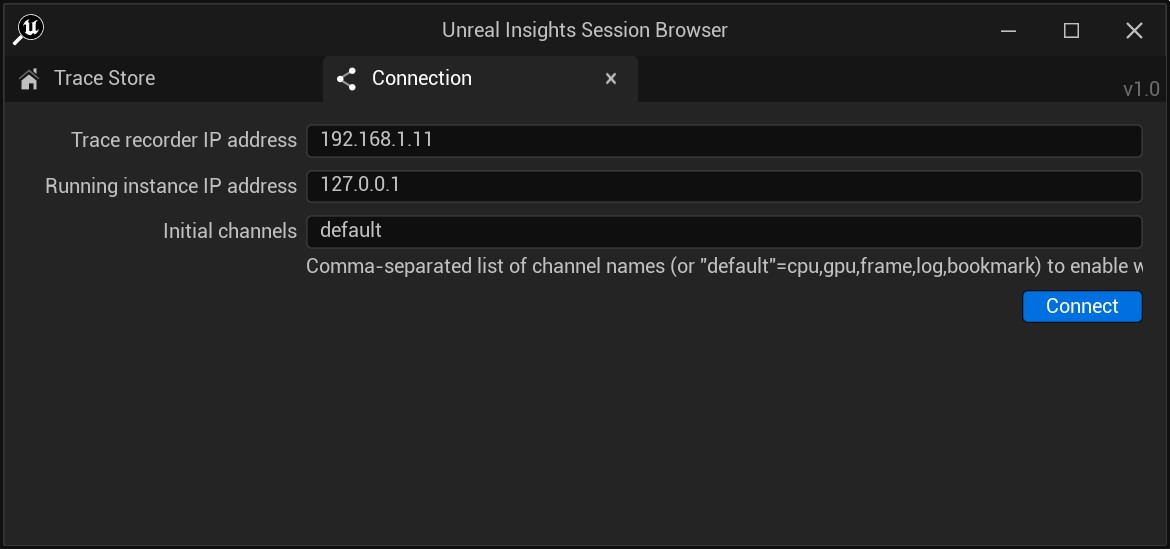 Unreal Insights Session Browser
Trace Store
Connection
v1.0
Trace recorder IP address 192.168.1.11
Running instance IP address 127.0.0.1
Initial channels default
Comma-separated list of channel names (or "default"=cpu,gpu,frame,log,bookmark) to enable
Connect